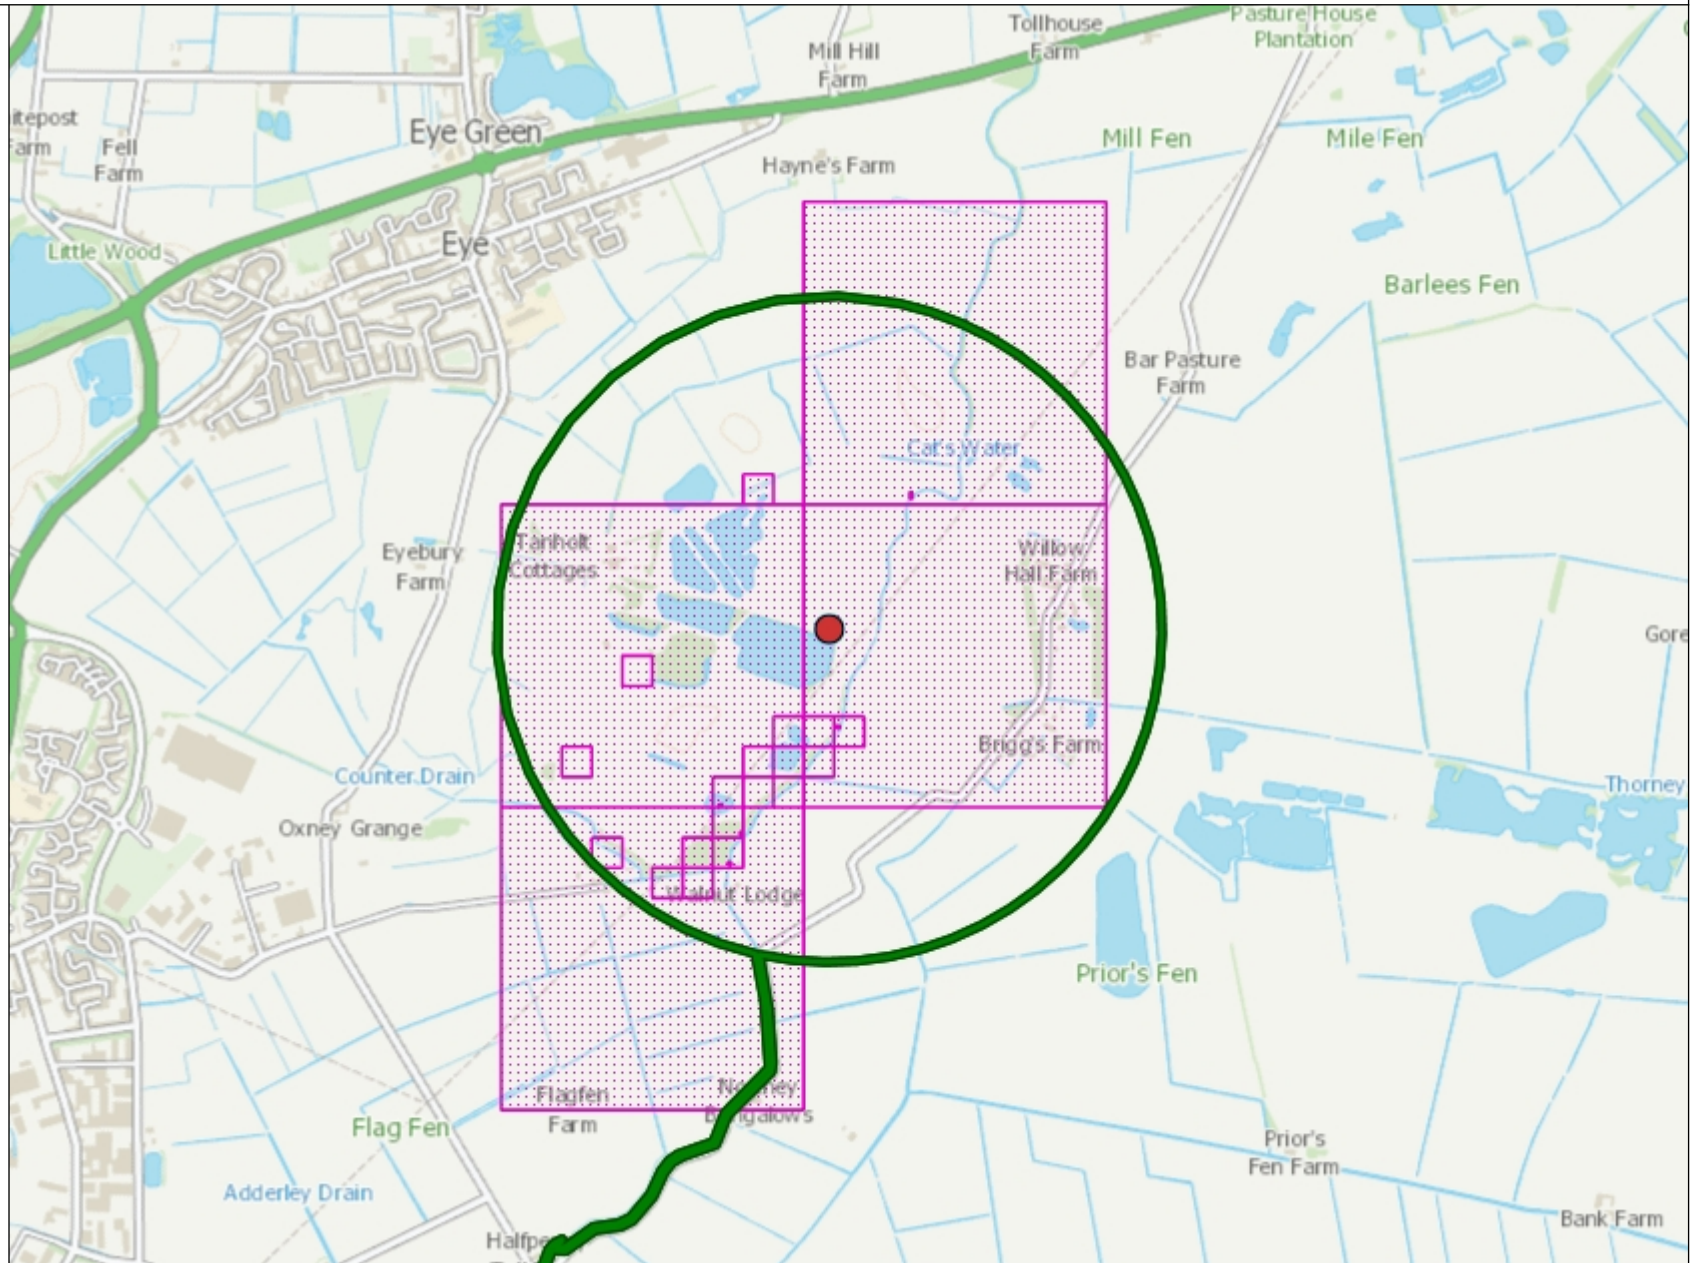 Tollhouse
Farm
Pasture House
Plantation
Mill Hill
Farm
itepost
Farm
Fell
Farm
Eye Green
Mill Fen
Mile Fen
Hayne's Farm
Eye
Little Wood
Barlees Fen
Bar Pasture
Farm
Cat's Water
Tanholt
Cottages
Eyebury
Farm
Willow
Hall Farm
Gore
Brigg's Farm
Counter Drain
Thorney
Oxney Grange
Walnut Lodge
Prior's Fen
Flagfen
Farm
Flag Fen
Prior's
Fen Farm
Adderley Drain
Bank Farm
Halfpe